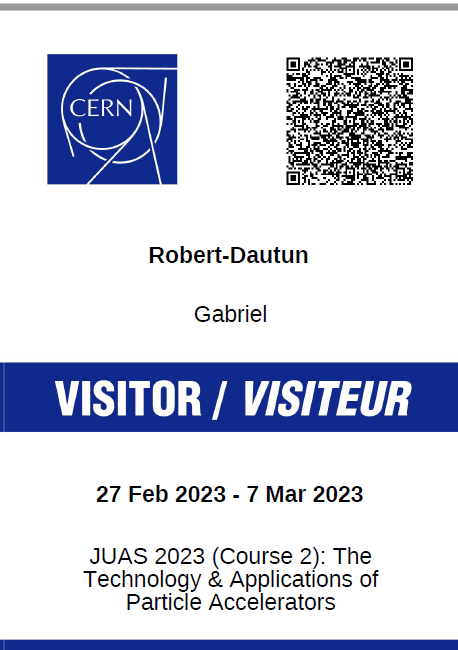 CERN
Robert-Dautun
Gabriel
VISITOR / VISITEUR
27 Feb 2023 - 7 Mar 2023
JUAS 2023 (Course 2): The
Technology & Applications of
Particle Accelerators